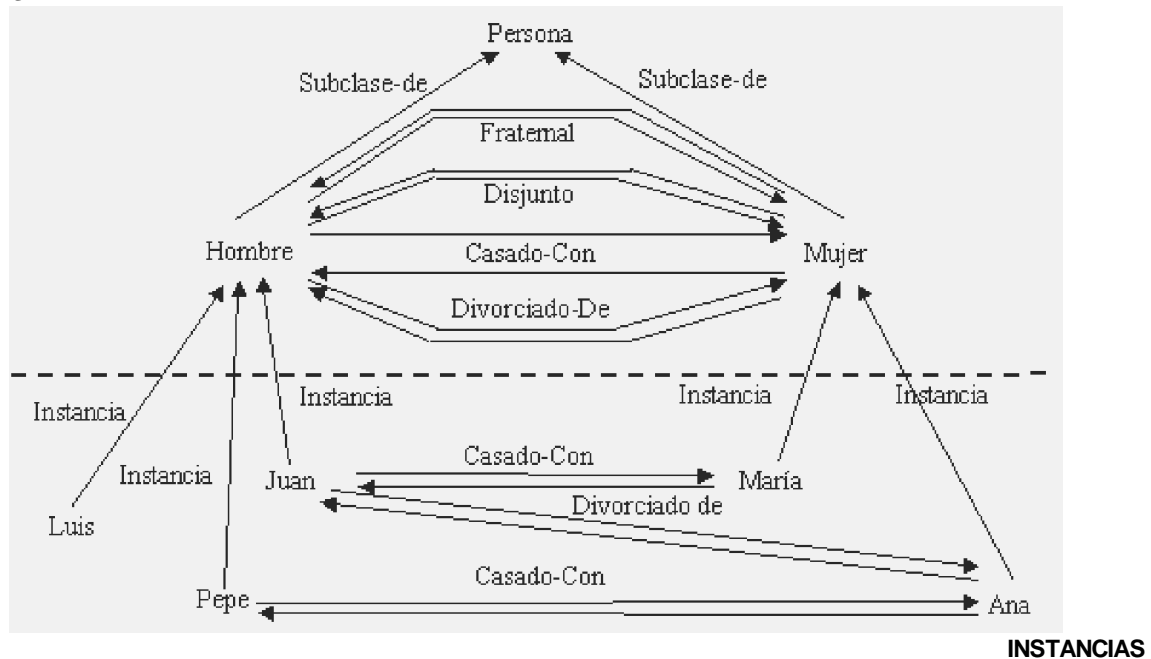 Persona
Subclase-de
Subclase-de
Fraternal
Disjunto
Hombre
Casado-Con
Mujer
Divorciado-De
Instancia
Instancia
Instancia
Instancia
Instancia
Casado-Con
Juan
María
Divorciado de
Luis
Casado-Con
Pepe
Ana
INSTANCIAS